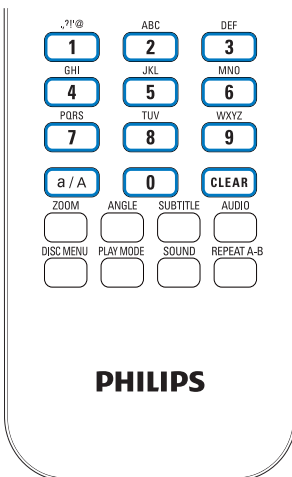 .,?!'@ ABC DEF
1 2 3
GHI JKL MNO
4 5 6
PQRS TUV WXYZ
7 8 9
a / A 0 CLEAR
ZOOM ANGLE SUBTITLE AUDIO
DISC MENU PLAY MODE SOUND REPEAT A-B
PHILIPS